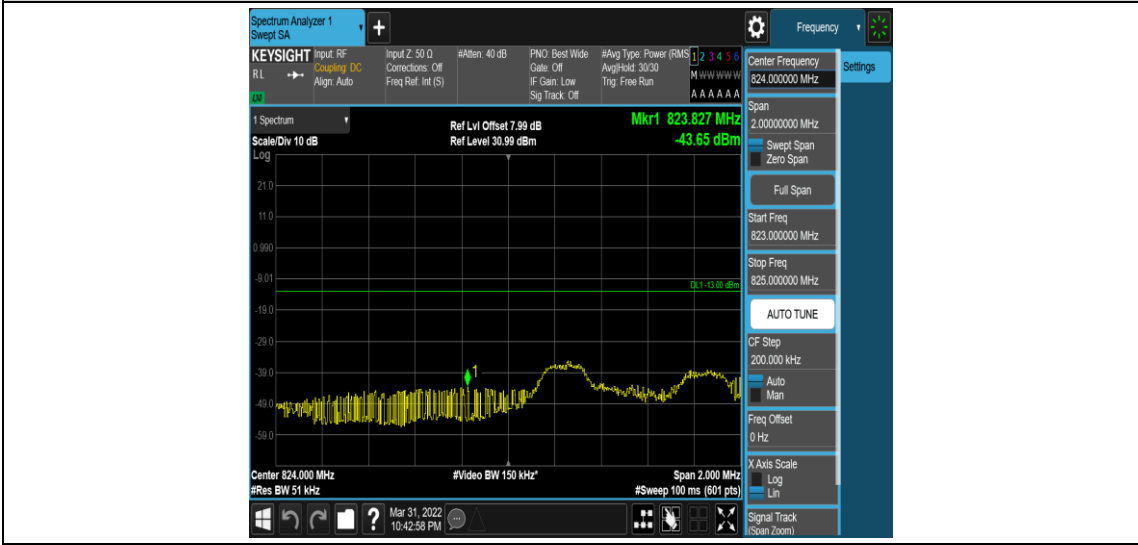 Spectrum Analyzer 1
Swept SA
+
Frequency
KEYSIGHT
RL
LXI
Input: RF
Coupling: DC
Align: Auto
Input Z: 50 Ω
Corrections: Off
Freq Ref: Int (S)
#Atten: 40 dB
PNO: Best Wide
Gate: Off
IF Gain: Low
Sig Track: Off
#Avg Type: Power (RMS
Avg|Hold: 30/30
Trig: Free Run
1 2 3 4 5 6
M W W W W W
A A A A A A
1 Spectrum
Scale/Div 10 dB
Log
Ref Lvl Offset 7.99 dB
Ref Level 30.99 dBm
Mkr1 823.827 MHz
-43.65 dBm
21.0
11.0
0.990
-9.01
DL1 -13.00 dBm
-19.0
-29.0
-39.0
1
-49.0
-59.0
Center 824.000 MHz
#Res BW 51 kHz
#Video BW 150 kHz*
Span 2.000 MHz
#Sweep 100 ms (601 pts)
?
Mar 31, 2022
10:42:58 PM
Center Frequency
824.000000 MHz
Span
2.00000000 MHz
Swept Span
Zero Span
Full Span
Start Freq
823.000000 MHz
Stop Freq
825.000000 MHz
AUTO TUNE
CF Step
200.000 kHz
Auto
Man
Freq Offset
0 Hz
X Axis Scale
Log
Lin
Signal Track
(Span Zoom)
Settings